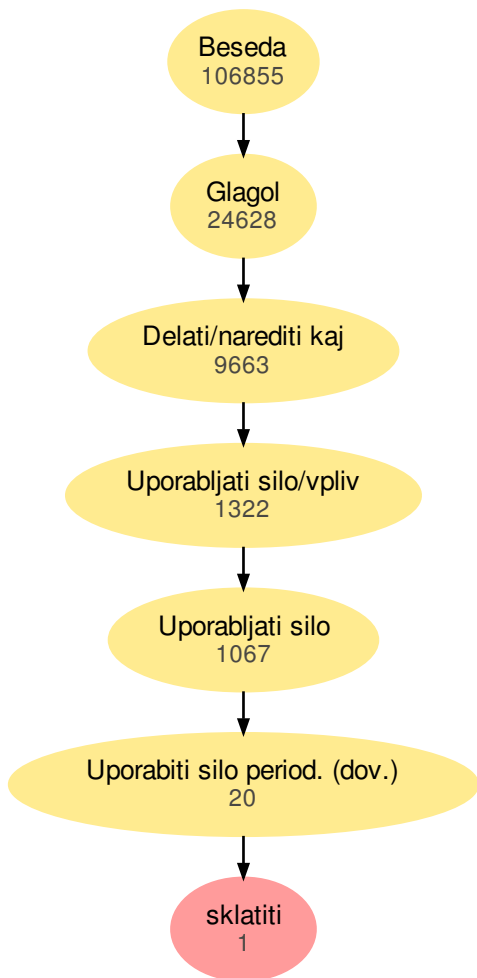 Beseda
106855
Glagol
24628
Delati/narediti kaj
9663
Uporabljati silo/vpliv
1322
Uporabljati silo
1067
Uporabiti silo period. (dov.)
20
sklatiti
1